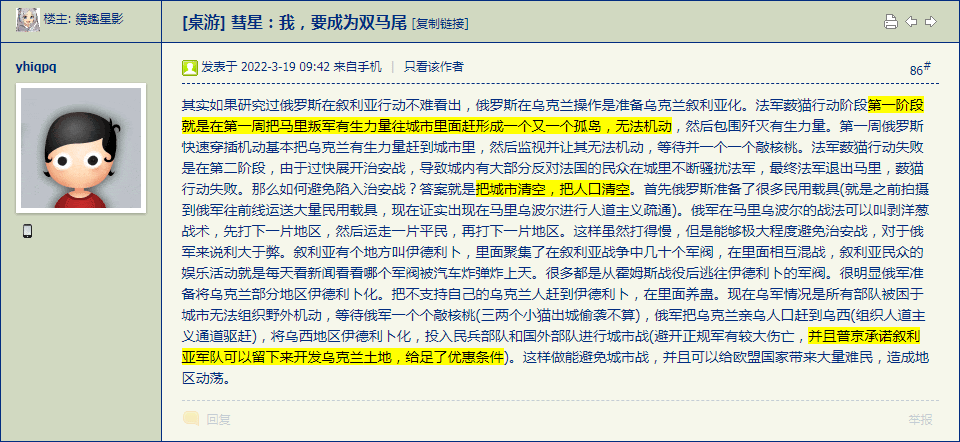 楼主: 鏡鑑星影
[桌游] 彗星：我，要成为双马尾 [复制链接]
yhiqpq
发表于 2022-3-19 09:42 来自手机 | 只看该作者
86#
其实如果研究过俄罗斯在叙利亚行动不难看出，俄罗斯在乌克兰操作是准备乌克兰叙利亚化。法军薮猫行动阶段第一阶段
就是在第一周把马里叛军有生力量往城市里面赶形成一个又一个孤岛，无法机动，然后包围歼灭有生力量。第一周俄罗斯
快速穿插机动基本把乌克兰有生力量赶到城市里，然后监视并让其无法机动，等待并一个一个敲核桃。法军薮猫行动失败
是在第二阶段，由于过快展开治安战，导致城内有大部分反对法国的民众在城里不断骚扰法军，最终法军退出马里，薮猫
行动失败。那么如何避免陷入治安战？答案就是把城市清空，把人口清空。首先俄罗斯准备了很多民用载具(就是之前拍摄
到俄军往前线运送大量民用载具，现在证实出现在马里乌波尔进行人道主义疏通)。俄军在马里乌波尔的战法可以叫剥洋葱
战术，先打下一片地区，然后运走一片平民，再打下一片地区。这样虽然打得慢，但是能够极大程度避免治安战，对于俄
军来说利大于弊。叙利亚有个地方叫伊德利卜，里面聚集了在叙利亚战争中几十个军阀，在里面相互混战，叙利亚民众的
娱乐活动就是每天看新闻看看哪个军阀被汽车炸弹炸上天。很多都是从霍姆斯战役后逃往伊德利卜的军阀。很明显俄军准
备将乌克兰部分地区伊德利卜化。把不支持自己的乌克兰人赶到伊德利卜，在里面养蛊。现在乌军情况是所有部队被困于
城市无法组织野外机动，等待俄军一个个敲核桃(三两个小猫出城偷袭不算)，俄军把乌克兰亲乌人口赶到乌西(组织人道主
义通道驱赶)，将乌西地区伊德利卜化，投入民兵部队和国外部队进行城市战(避开正规军有较大伤亡，并且普京承诺叙利
亚军队可以留下来开发乌克兰土地，给足了优惠条件)。这样做能避免城市战，并且可以给欧盟国家带来大量难民，造成地
区动荡。
回复
举报